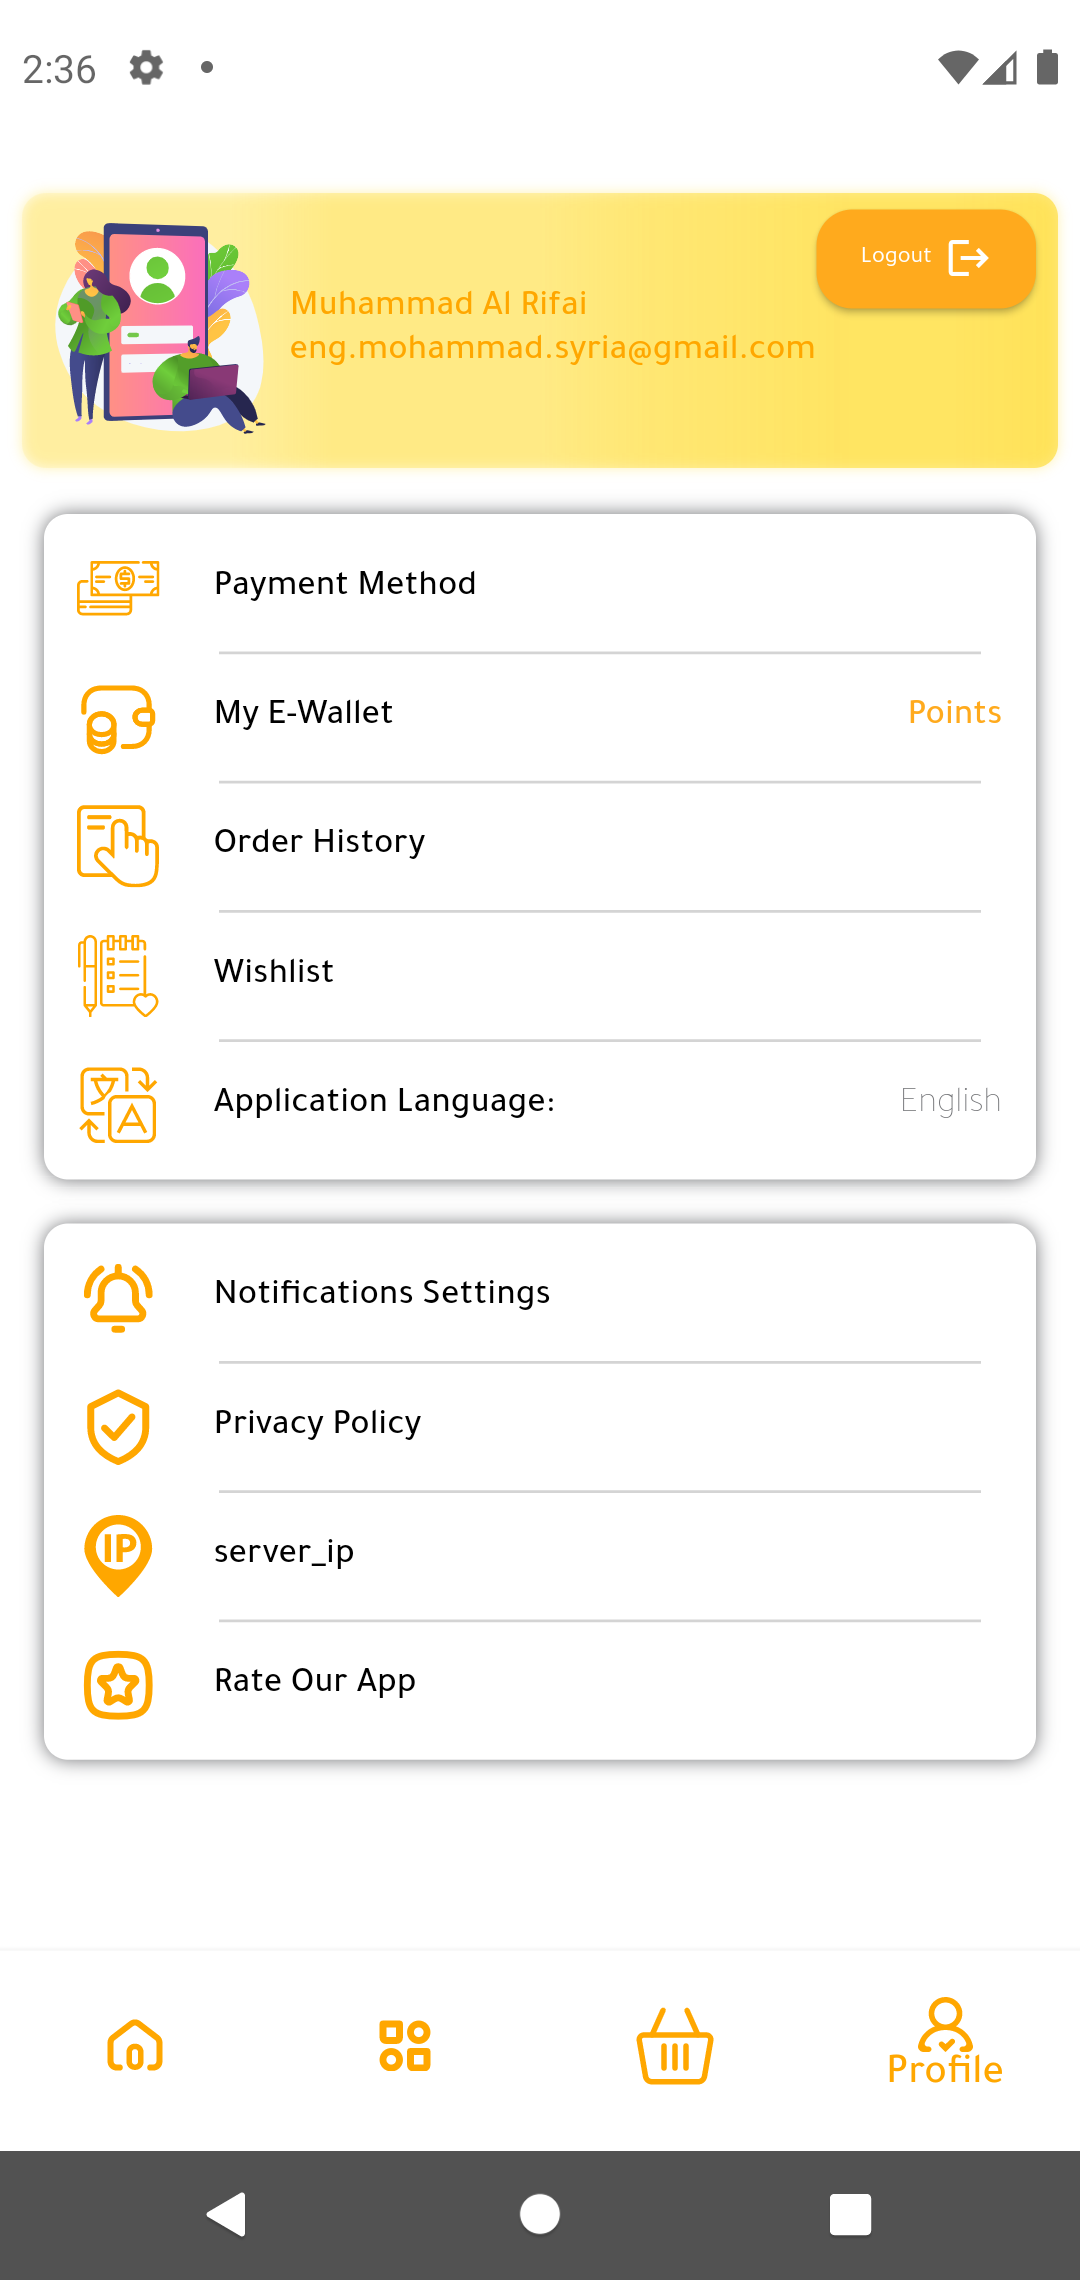 2:36
Logout
Muhammad Al Rifai
eng.mohammad.syria@gmail.com
Payment Method
My E-Wallet Points
Order History
Wishlist
Application Language: English
Notifications Settings
Privacy Policy
IP
server_ip
Rate Our App
Profile